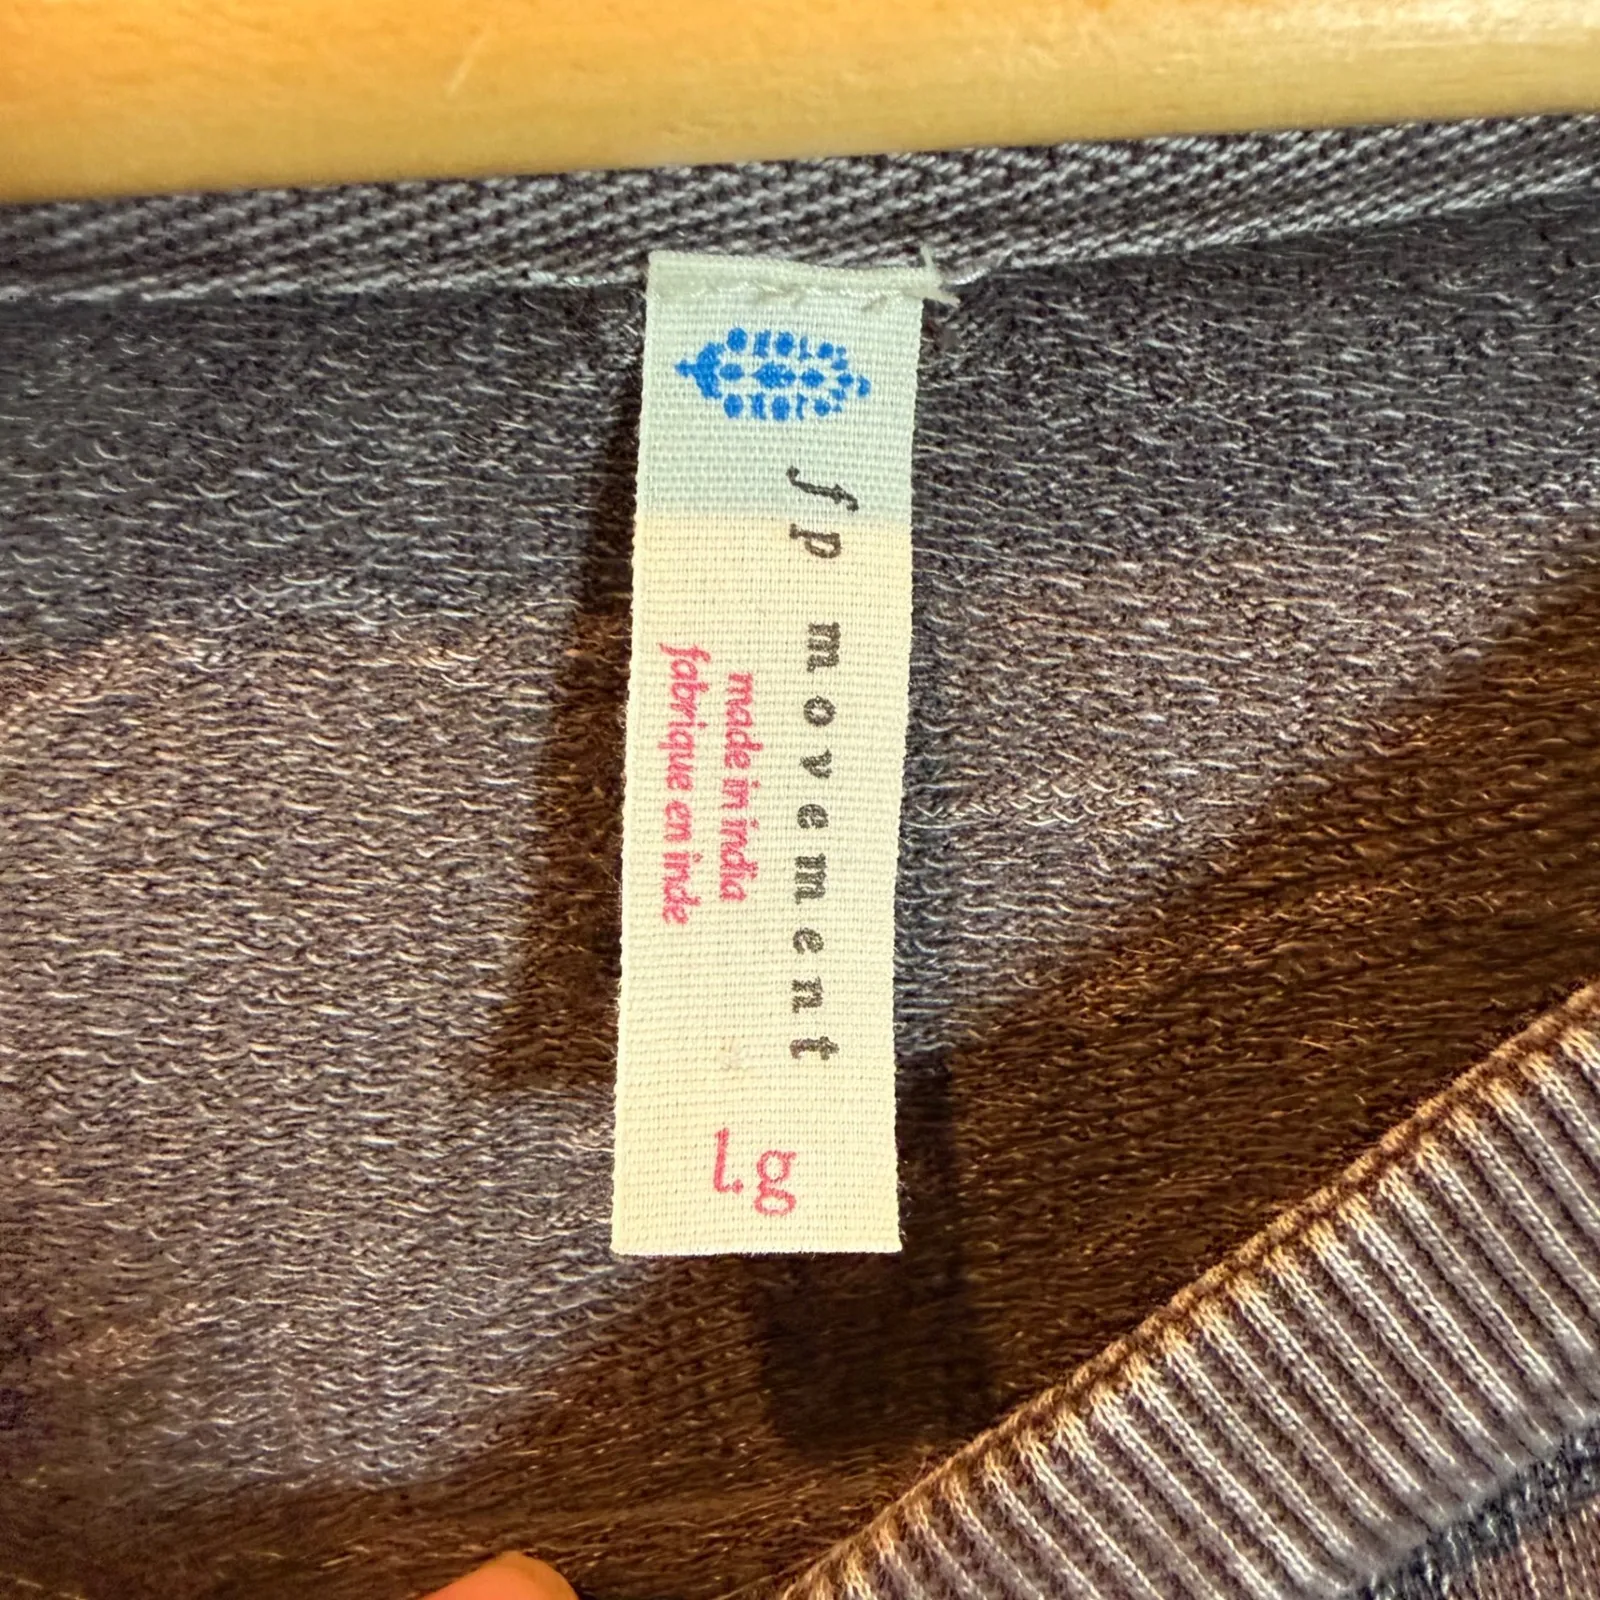 fp movement
made in india
fabrique en inde
Lg